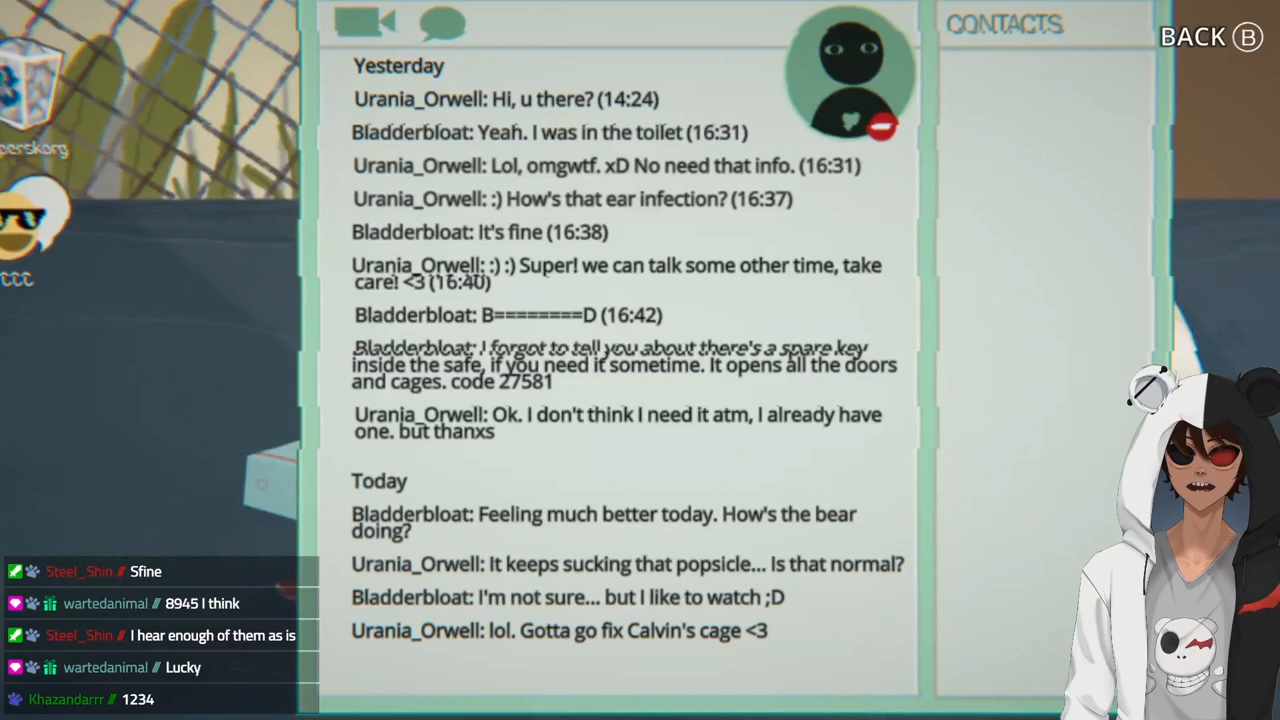 CONTACTS
BACK B
Yesterday
Urania_Orwell: Hi, u there? (14:24)
Bladderbloat: Yeah. I was in the toilet (16:31)
Urania_Orwell: Lol, omgwtf. xD No need that info. (16:31)
Urania_Orwell: :) How's that ear infection? (16:37)
Bladderbloat: It's fine (16:38)
Urania_Orwell: :) :) Super! we can talk some other time, take
care! <3 (16:40)
Bladderbloat: B========D (16:42)
Bladderbloat: I forgot to tell you about there's a spare key
inside the safe, if you need it sometime. It opens all the doors
and cages. code 27581
Urania_Orwell: Ok. I don't think I need it atm, I already have
one. but thanxs
Today
Bladderbloat: Feeling much better today. How's the bear
doing?
Urania_Orwell: It keeps sucking that popsicle... Is that normal?
Bladderbloat: I'm not sure... but I like to watch ;D
Urania_Orwell: lol. Gotta go fix Calvin's cage <3
perskorg
ccc
Steel_Shin // Sfine
wartedanimal // 8945 I think
Steel_Shin // I hear enough of them as is
wartedanimal // Lucky
Khazandarrr // 1234